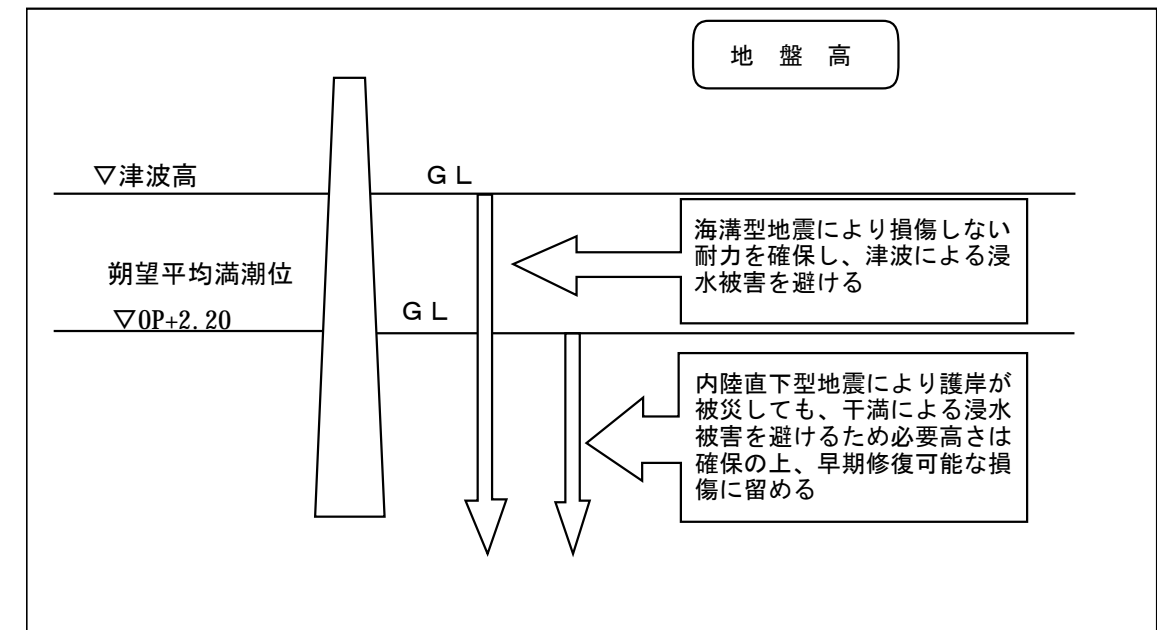 地 盤 高
▽津波高
GL
海溝型地震により損傷しない
耐力を確保し、津波による浸
水被害を避ける
朔望平均満潮位
▽OP+2.20
GL
内陸直下型地震により護岸が
被災しても、干満による浸水
被害を避けるため必要高さは
確保の上、早期修復可能な損
傷に留める